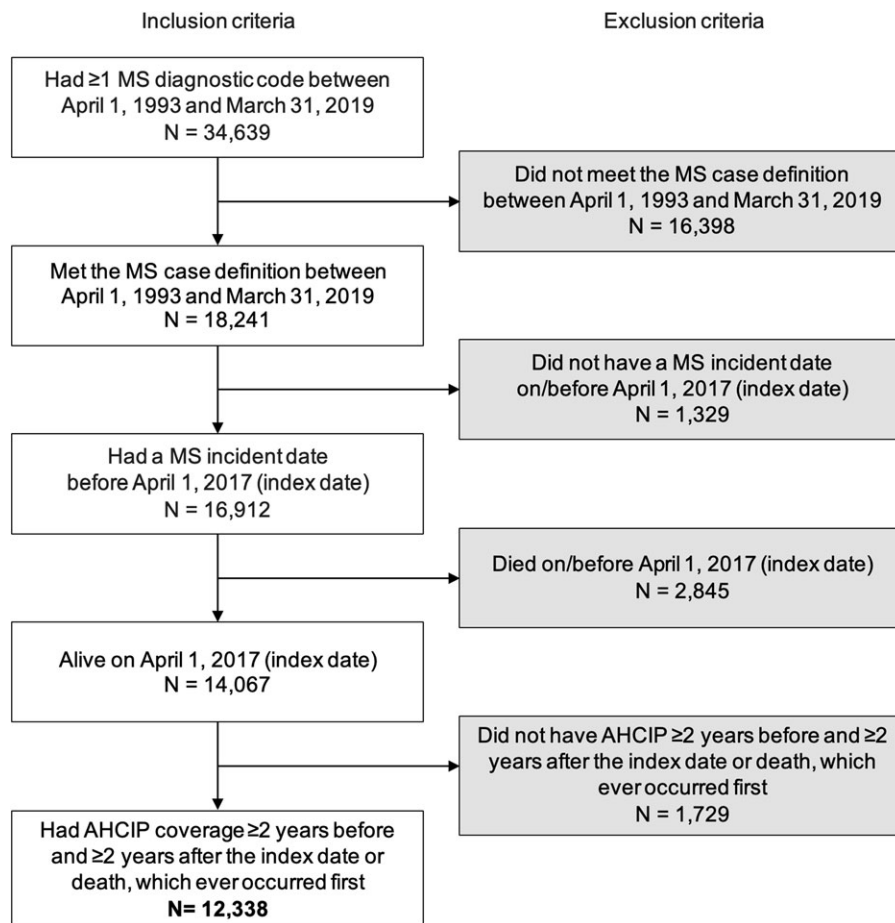 Inclusion criteria
Exclusion criteria
Had ≥1 MS diagnostic code between
April 1, 1993 and March 31, 2019
N = 34,639
Did not meet the MS case definition
between April 1, 1993 and March 31, 2019
N = 16,398
Met the MS case definition between
April 1, 1993 and March 31, 2019
N = 18,241
Did not have a MS incident date
on/before April 1, 2017 (index date)
N = 1,329
Had a MS incident date
before April 1, 2017 (index date)
N = 16,912
Died on/before April 1, 2017 (index date)
N = 2,845
Alive on April 1, 2017 (index date)
N = 14,067
Did not have AHCIP ≥2 years before and ≥2
years after the index date or death, which
ever occurred first
N = 1,729
Had AHCIP coverage ≥2 years before
and ≥2 years after the index date or
death, which ever occurred first
N= 12,338